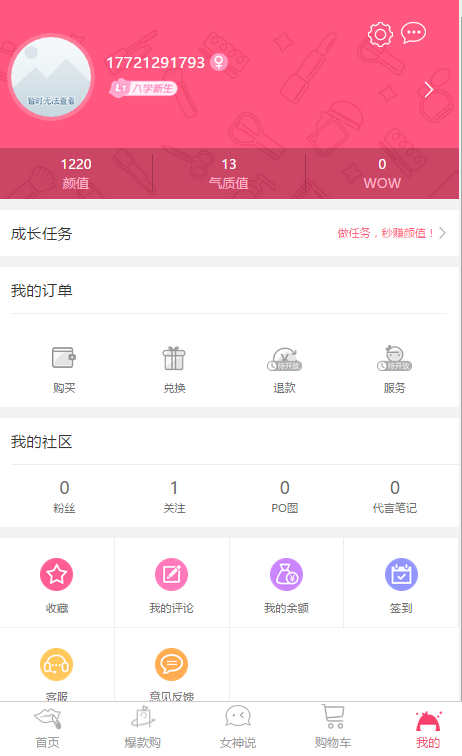 17721291793
L1 入学新生
暂时无法查看
1220
13
0
颜值
气质值
WOW
成长任务
做任务，秒赚颜值！
我的订单
待开放
待开放
购买
兑换
退款
服务
我的社区
0
1
0
0
粉丝
关注
PO图
代言笔记
收藏
我的评论
我的余额
签到
客服
意见反馈
首页
爆款购
女神说
购物车
我的